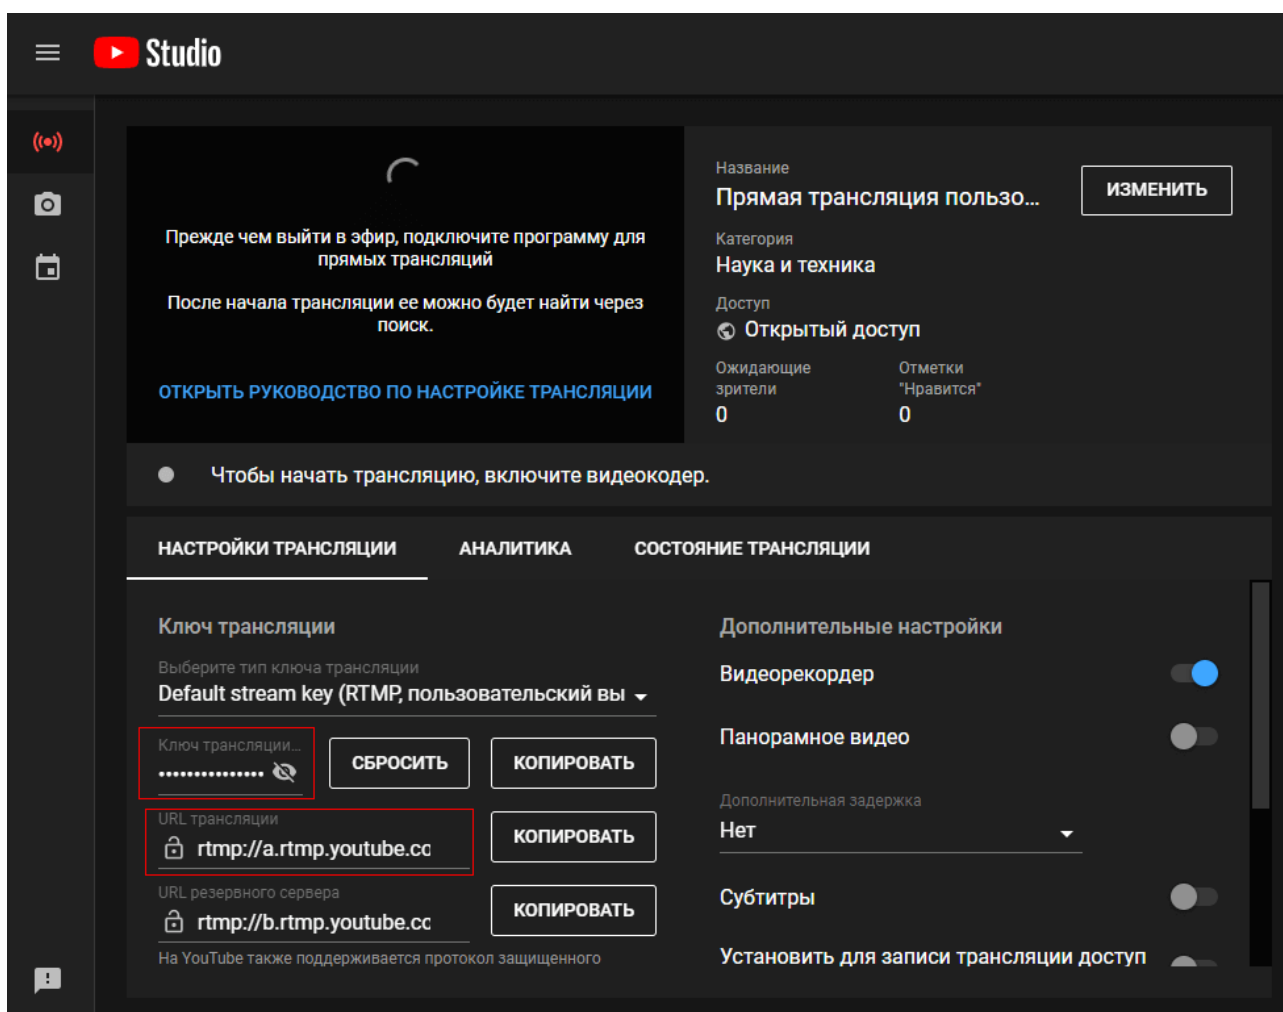 Studio
Прежде чем выйти в эфир, подключите программу для
прямых трансляций
После начала трансляции ее можно будет найти через
поиск.
ОТКРЫТЬ РУКОВОДСТВО ПО НАСТРОЙКЕ ТРАНСЛЯЦИИ
Название
Прямая трансляция пользо...
ИЗМЕНИТЬ
Категория
Наука и техника
Доступ
Открытый доступ
Ожидающие
зрители
0
Отметки
"Нравится"
0
Чтобы начать трансляцию, включите видеокодер.
НАСТРОЙКИ ТРАНСЛЯЦИИ
АНАЛИТИКА
СОСТОЯНИЕ ТРАНСЛЯЦИИ
Ключ трансляции
Выберите тип ключа трансляции
Default stream key (RTMP, пользовательский вы
Ключ трансляции...
•••••••••••••••
СБРОСИТЬ
КОПИРОВАТЬ
URL трансляции
rtmp://a.rtmp.youtube.cc
КОПИРОВАТЬ
URL резервного сервера
rtmp://b.rtmp.youtube.cc
КОПИРОВАТЬ
На YouTube также поддерживается протокол защищенного
Дополнительные настройки
Видеорекордер
Панорамное видео
Дополнительная задержка
Нет
Субтитры
Установить для записи трансляции доступ